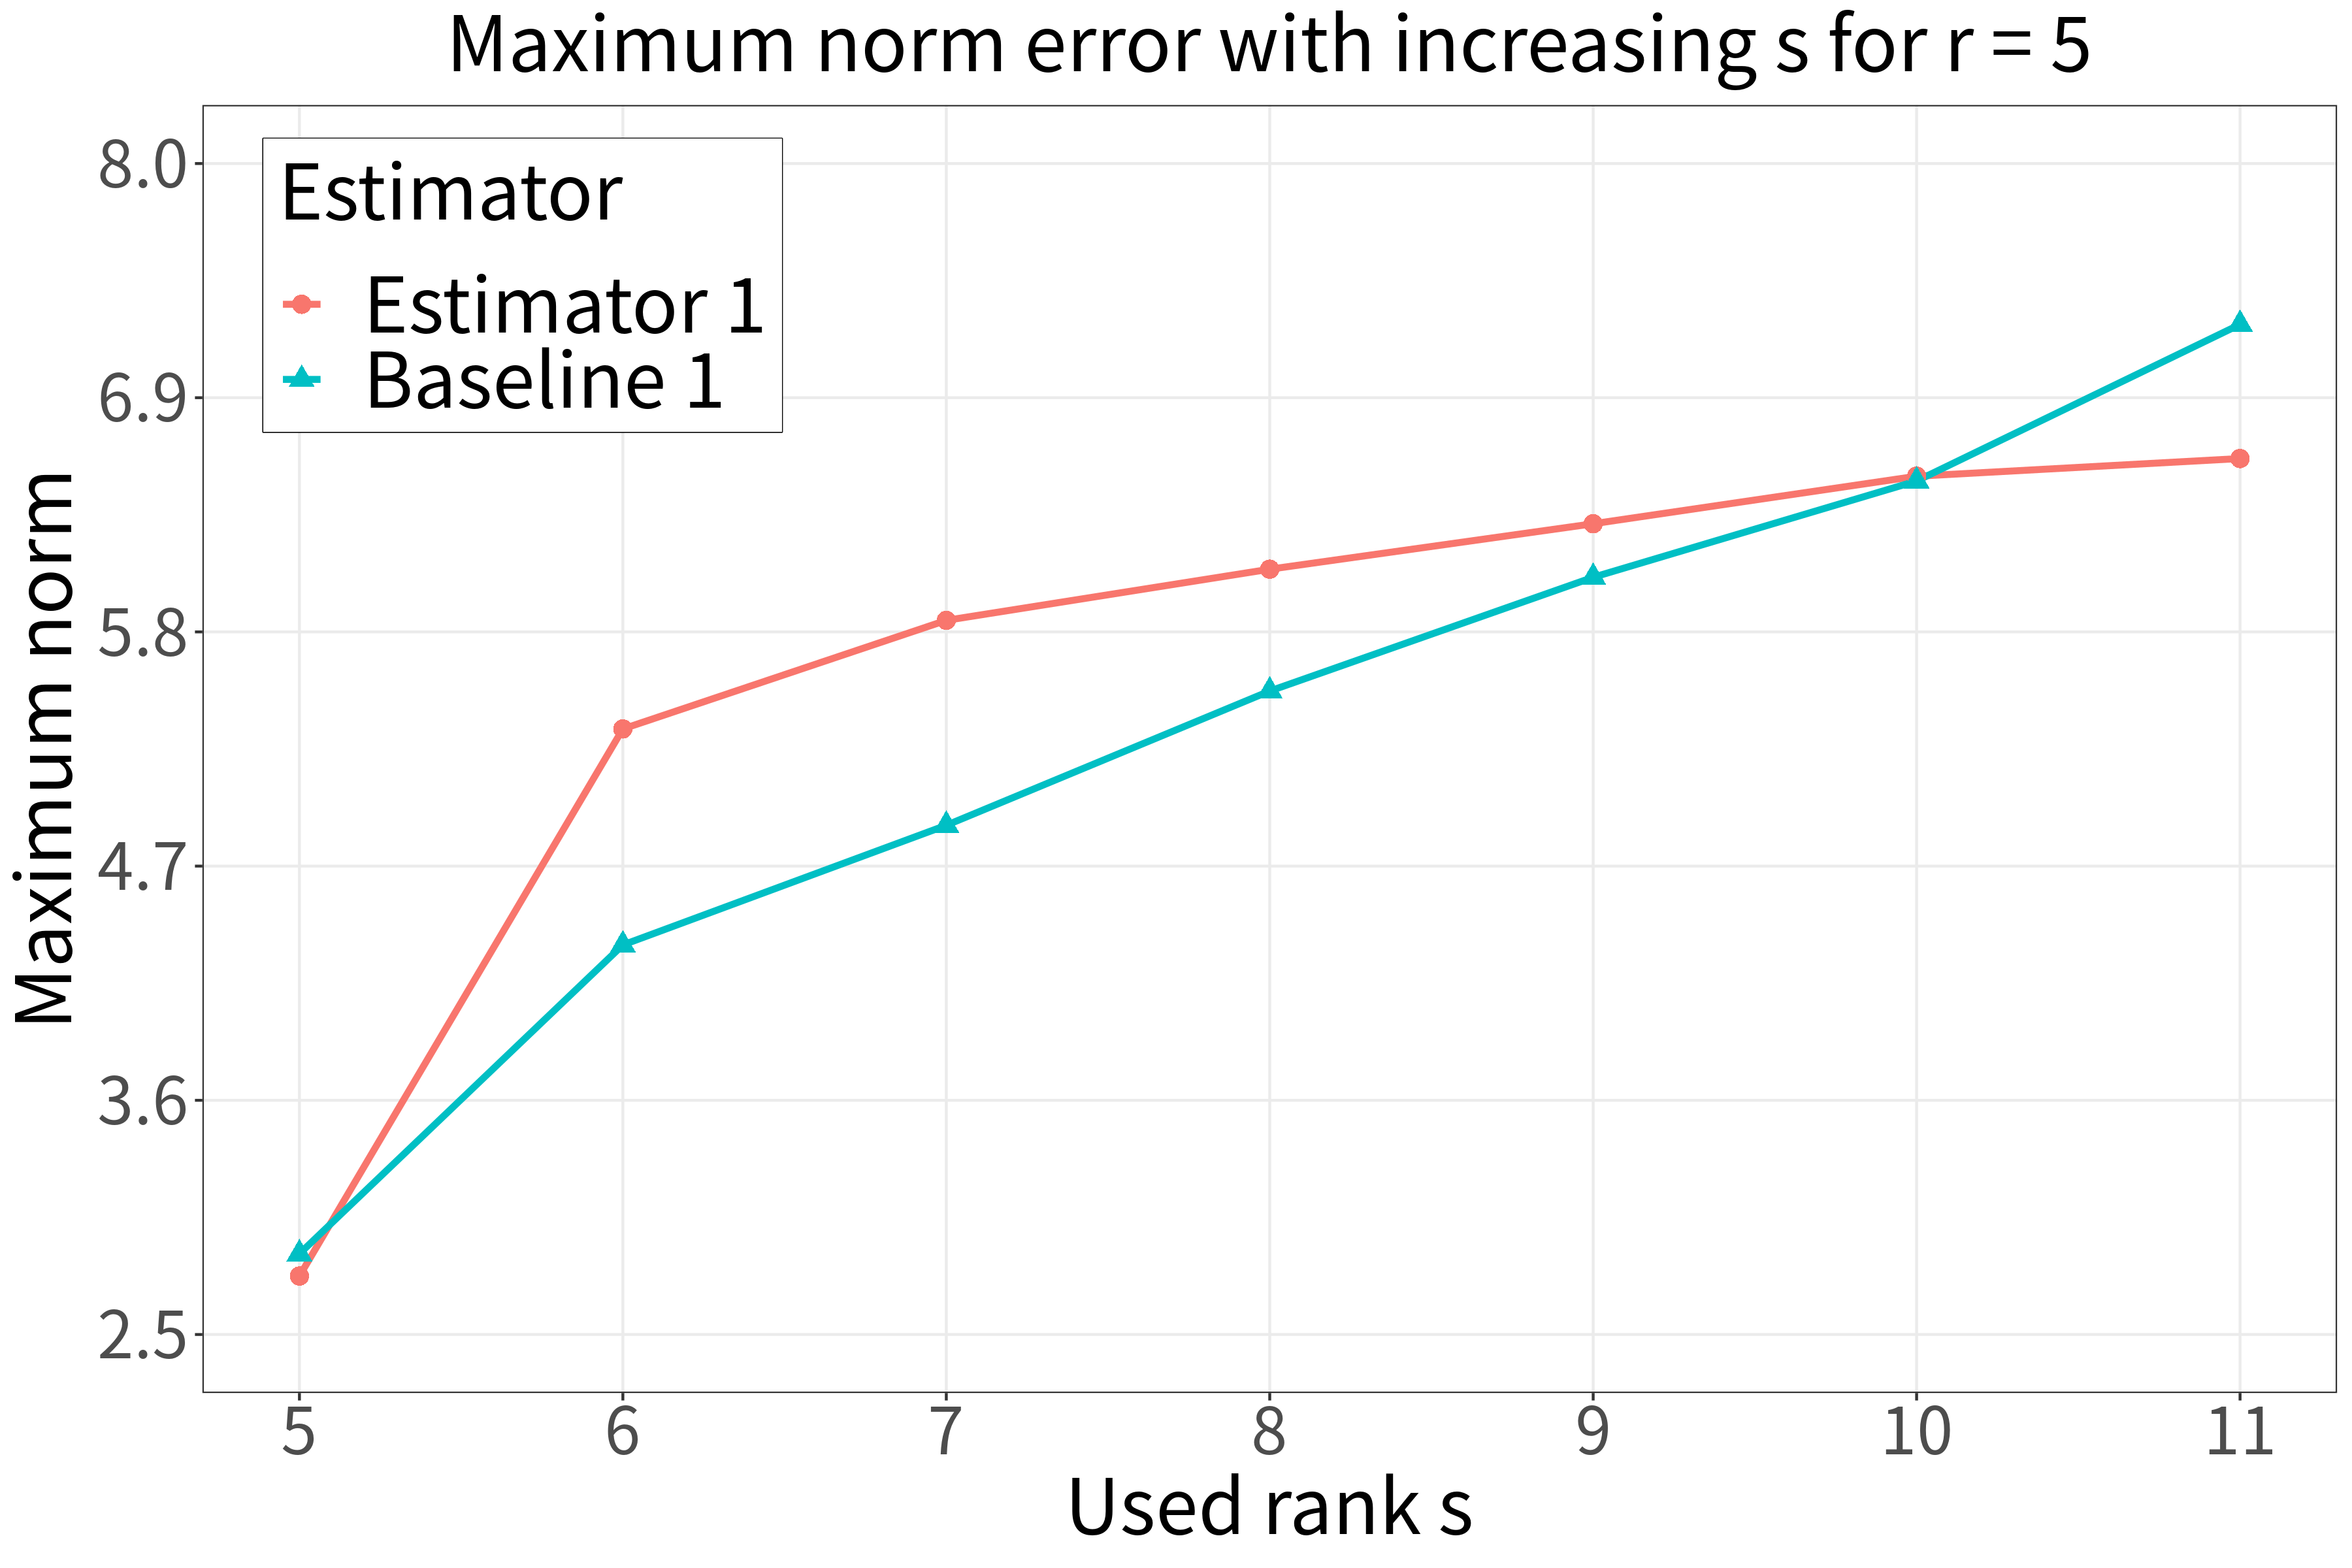 Maximum norm error with increasing s for r = 5
Estimator
Estimator 1
Baseline 1
Maximum norm
8.0
6.9
5.8
4.7
3.6
2.5
5 6 7 8 9 10 11
Used rank s